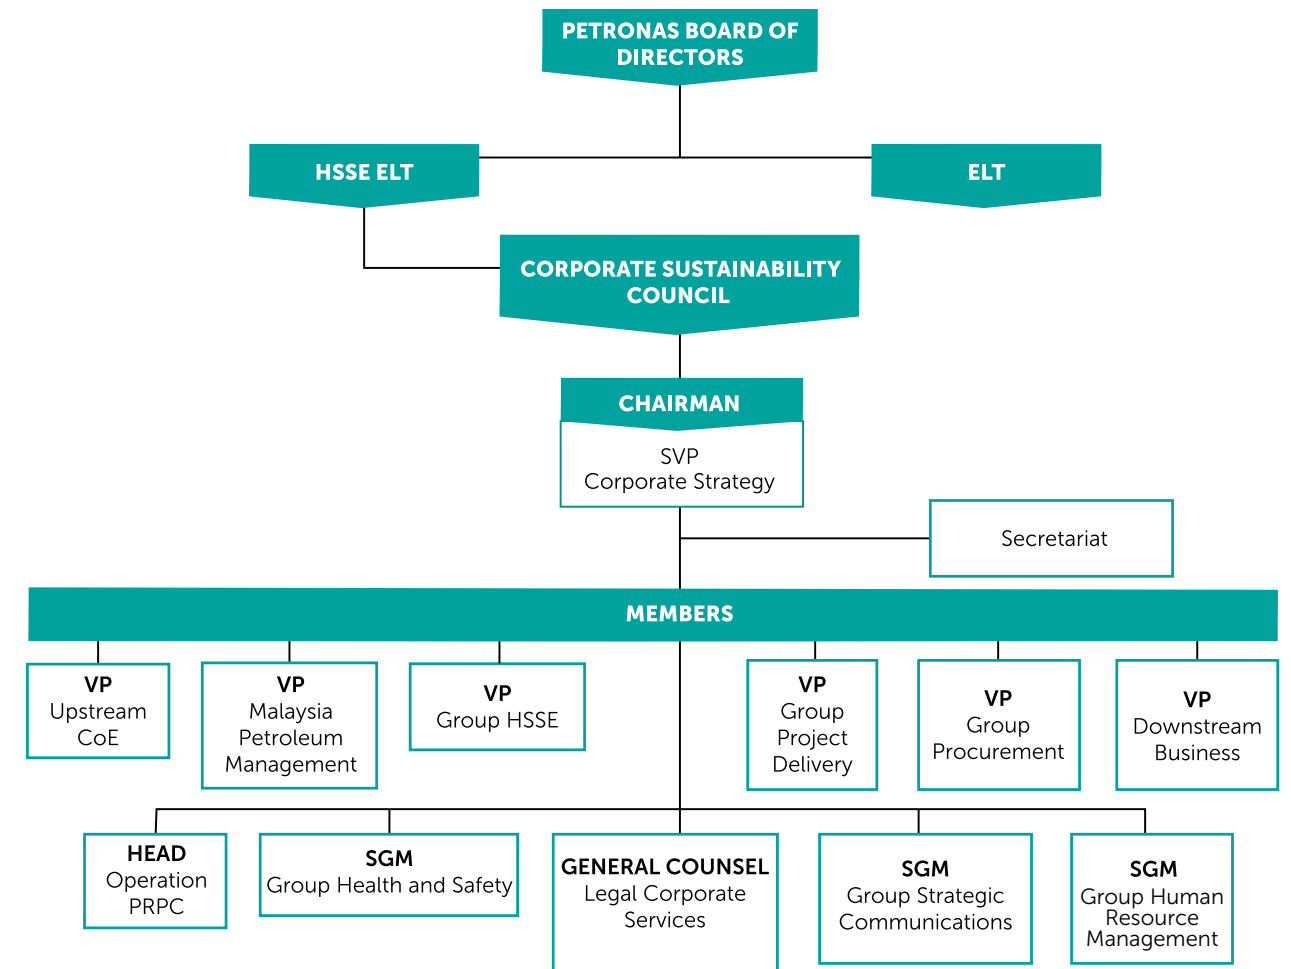 PETRONAS BOARD OF
DIRECTORS
HSSE ELT
ELT
CORPORATE SUSTAINABILITY
COUNCIL
CHAIRMAN
SVP
Corporate Strategy
Secretariat
MEMBERS
VP
Upstream
CoE
VP
Malaysia
Petroleum
Management
VP
Group HSSE
VP
Group
Project
Delivery
VP
Group
Procurement
VP
Downstream
Business
HEAD
Operation
PRPC
SGM
Group Health and Safety
GENERAL COUNSEL
Legal Corporate
Services
SGM
Group Strategic
Communications
SGM
Group Human
Resource
Management